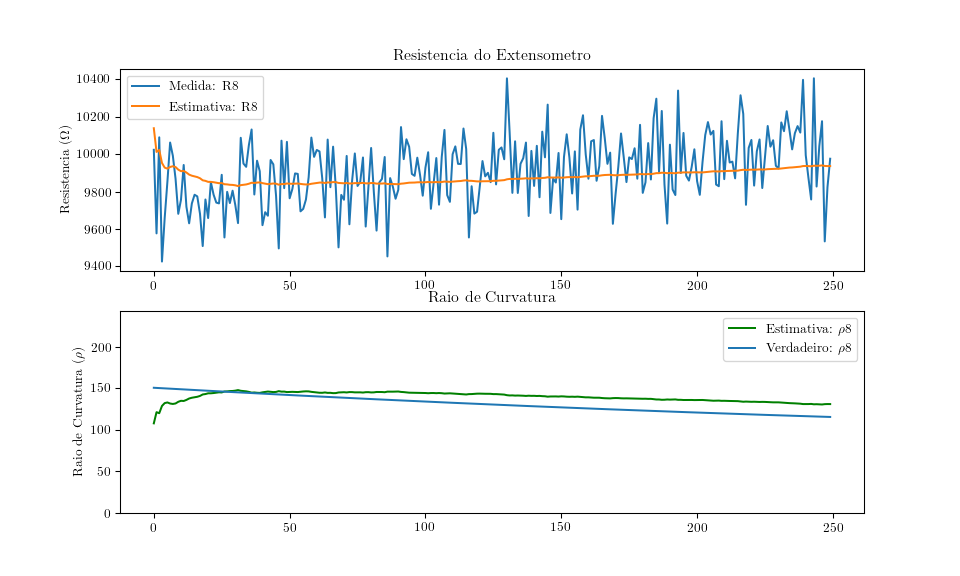 Resistencia do Extensometro
Resistencia (Ω)
10400
10200
10000
9800
9600
9400
Medida: R8
Estimativa: R8
0 50 100 150 200 250
Raio de Curvatura
Raio de Curvatura (ρ)
200
150
100
50
0
Estimativa: ρ8
Verdadeiro: ρ8
0 50 100 150 200 250